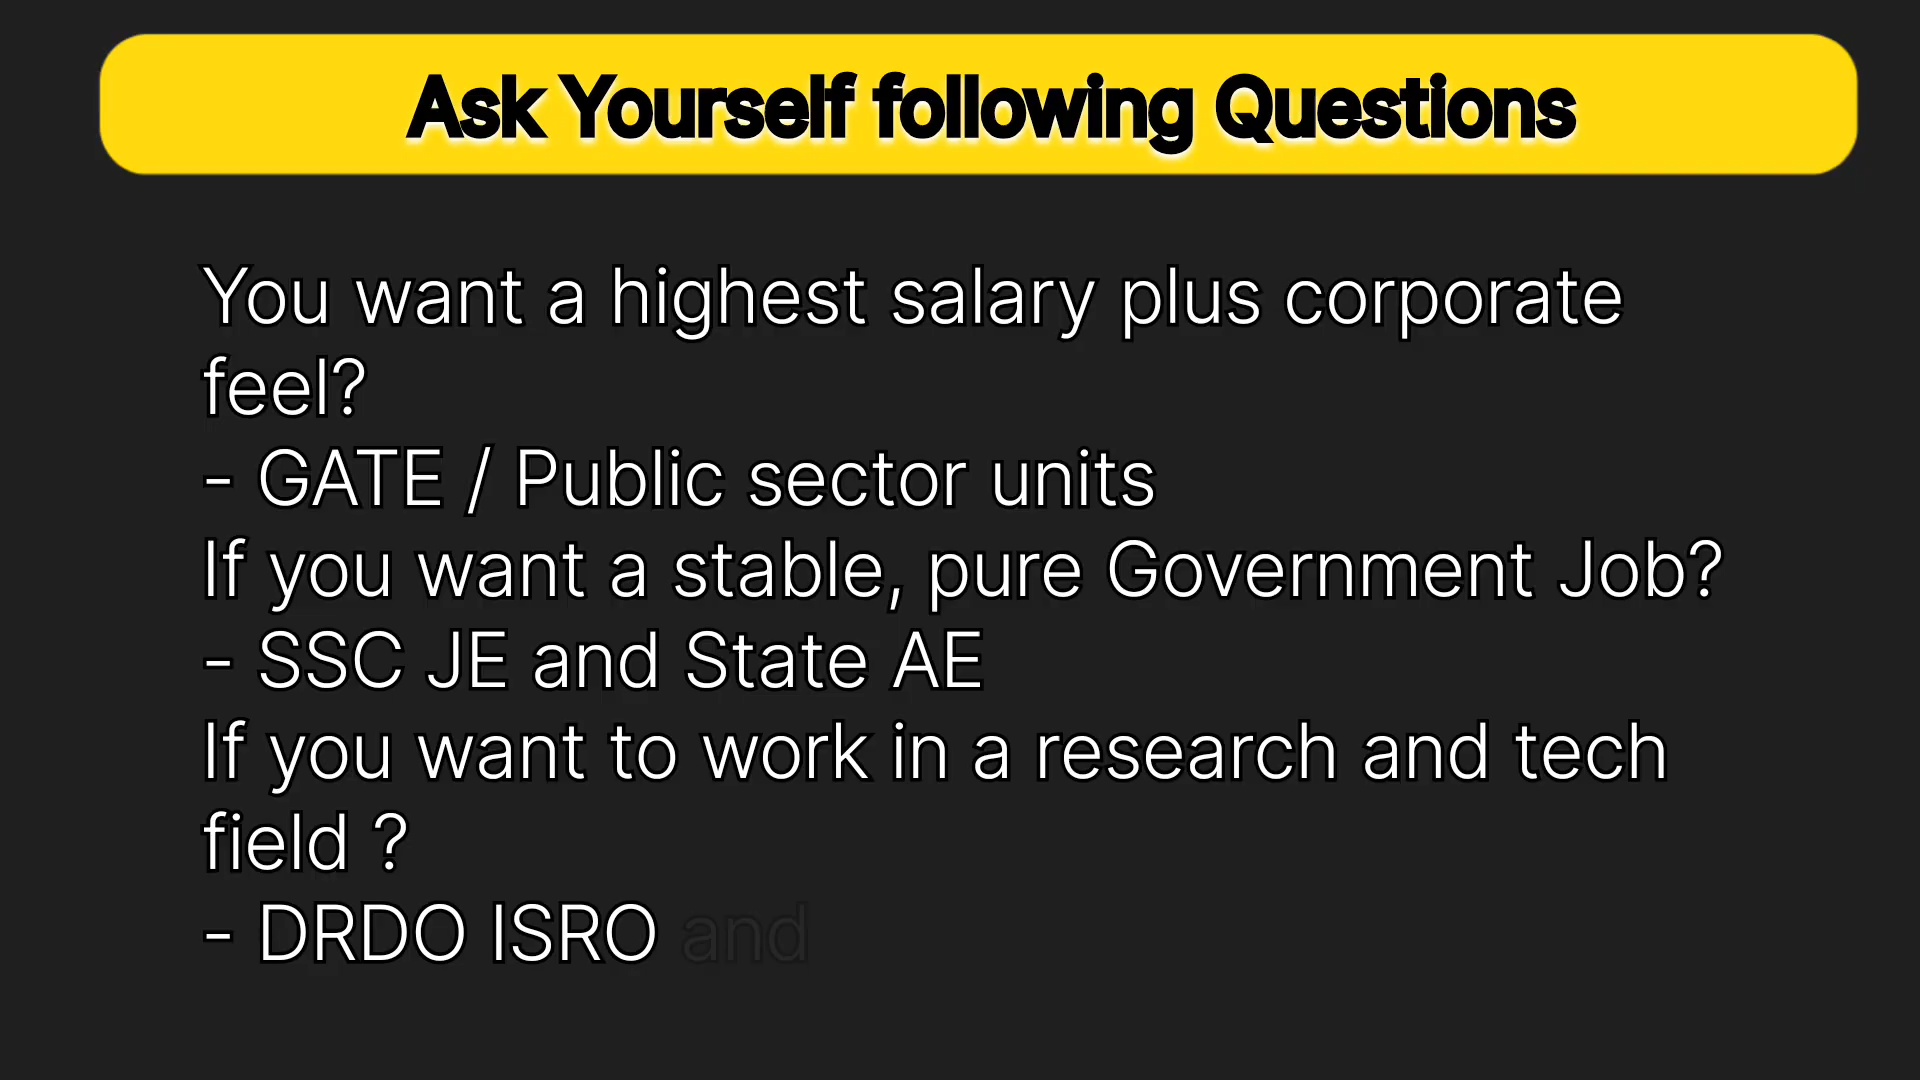 Ask Yourself following Questions
You want a highest salary plus corporate
feel?
- GATE / Public sector units
If you want a stable, pure Government Job?
- SSC JE and State AE
If you want to work in a research and tech
field ?
- DRDO ISRO and